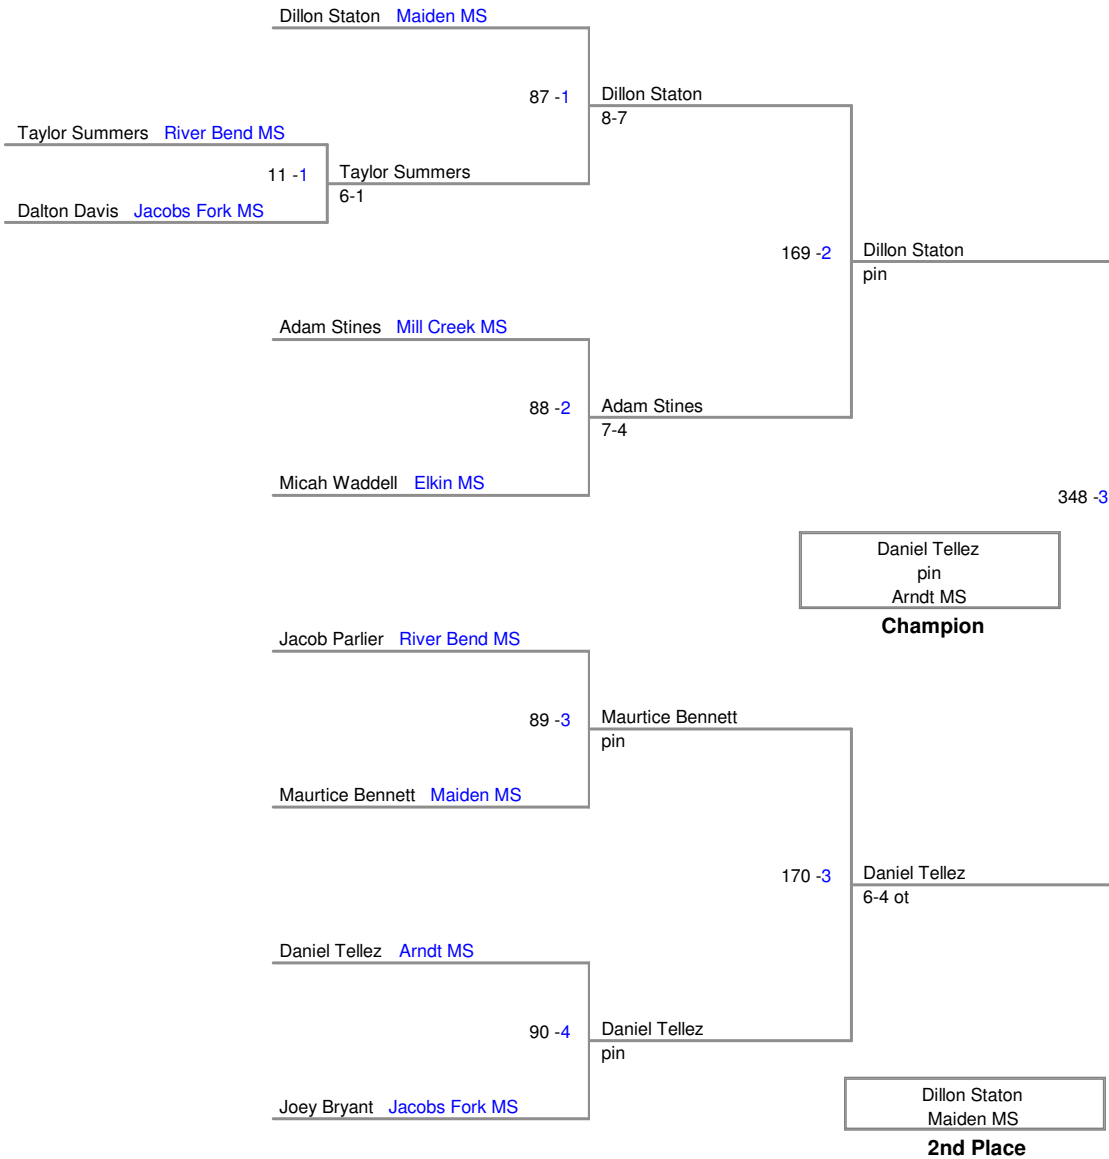 Dillon Staton Maiden MS
87 -1 Dillon Staton
8-7
Taylor Summers River Bend MS
11 -1 Taylor Summers
6-1
Dalton Davis Jacobs Fork MS
169 -2 Dillon Staton
pin
Adam Stines Mill Creek MS
88 -2 Adam Stines
7-4
Micah Waddell Elkin MS
348 -3
Daniel Tellez
pin
Arndt MS
Champion
Jacob Parlier River Bend MS
89 -3 Maurtice Bennett
pin
Maurtice Bennett Maiden MS
170 -3 Daniel Tellez
6-4 ot
Daniel Tellez Arndt MS
90 -4 Daniel Tellez
pin
Joey Bryant Jacobs Fork MS
Dillon Staton
Maiden MS
2nd Place